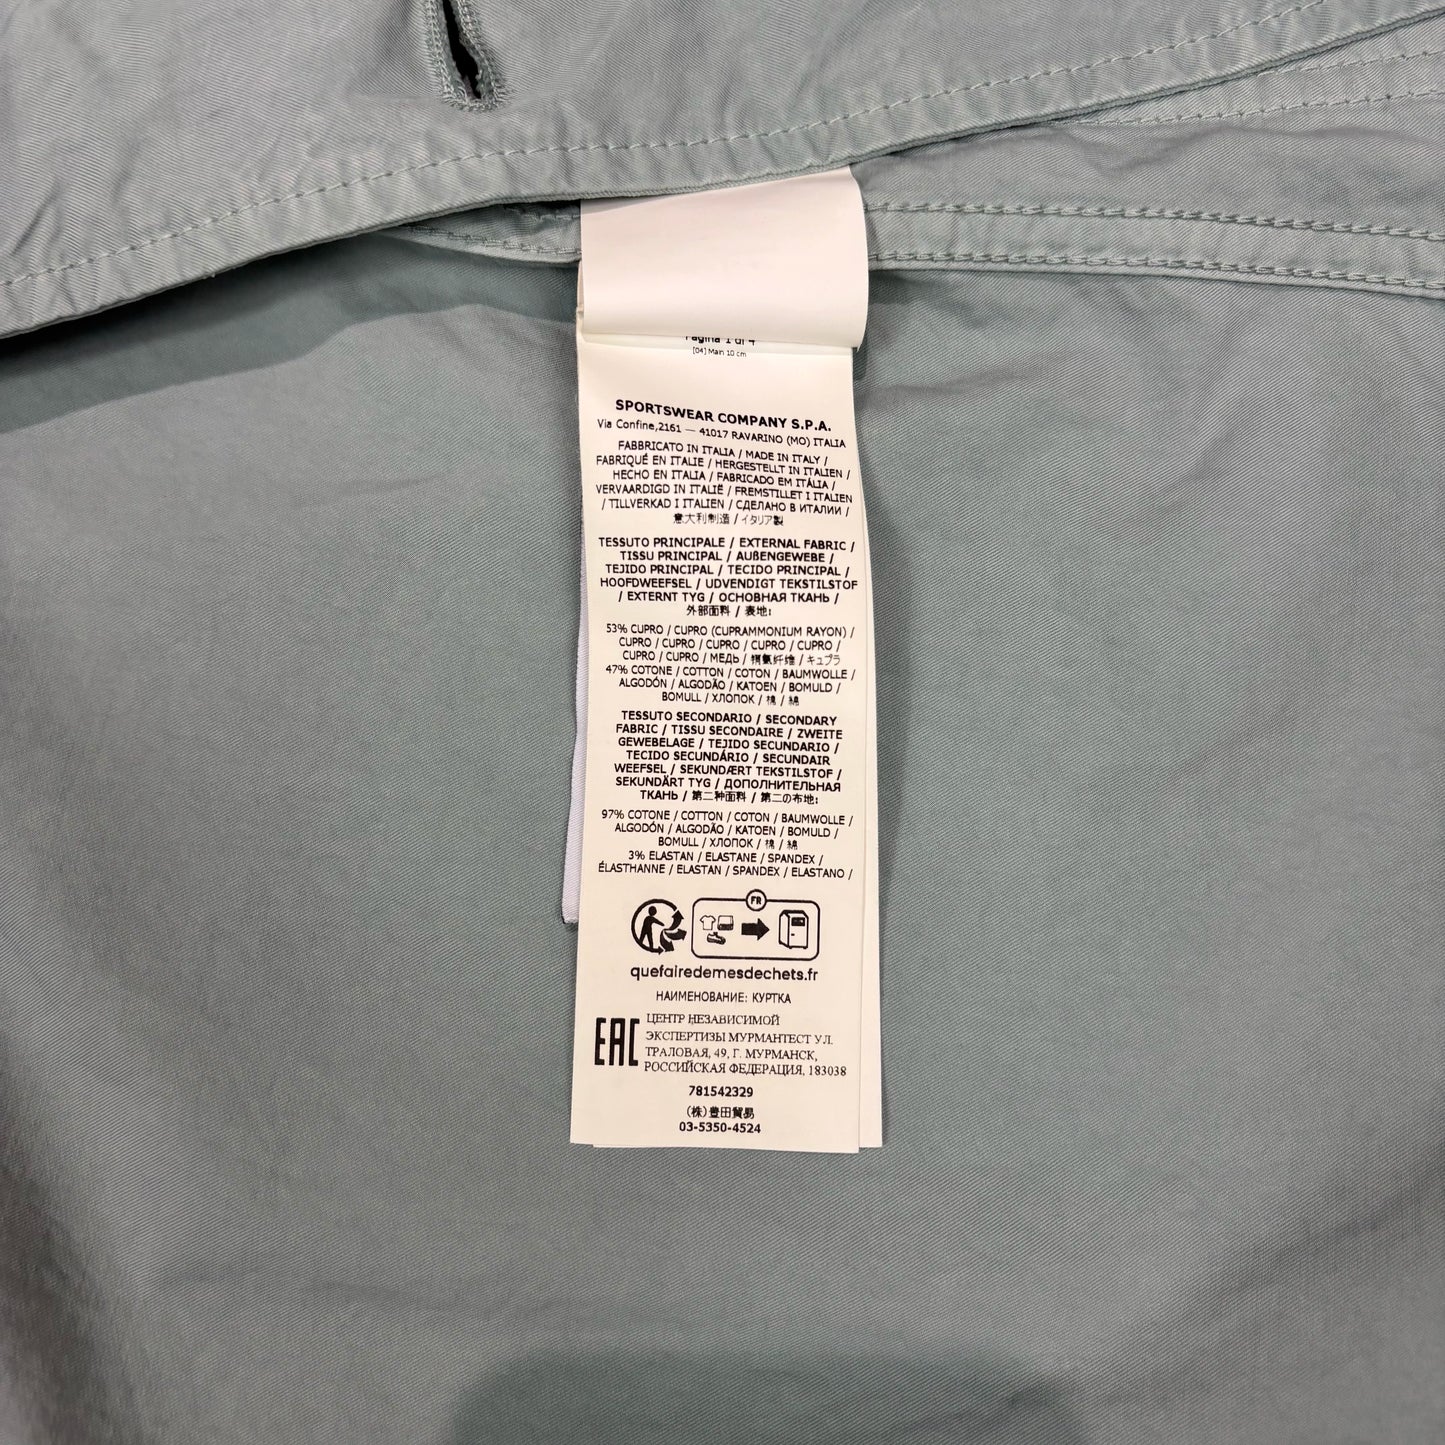 Pagina 1 di 4
[04] Main 10 cm
SPORTSWEAR COMPANY S.P.A.
Via Confine,2161 — 41017 RAVARINO (MO) ITALIA
FABBRICATO IN ITALIA / MADE IN ITALY /
FABRIQUÉ EN ITALIE / HERGESTELLT IN ITALIEN /
HECHO EN ITALIA / FABRICADO EM ITÁLIA /
VERVAARDIGD IN ITALIË / FREMSTILLET I ITALIEN
/ TILLVERKAD I ITALIEN / СДЕЛАНО В ИТАЛИИ /
意大利制造 / イタリア製
TESSUTO PRINCIPALE / EXTERNAL FABRIC /
TISSU PRINCIPAL / AUßENGEWEBE /
TEJIDO PRINCIPAL / TECIDO PRINCIPAL /
HOOFDWEEFSEL / UDVENDIGT TEKSTILSTOF
/ EXTERNT TYG / ОСНОВНАЯ ТКАНЬ /
外部面料 / 表地:
53% CUPRO / CUPRO (CUPRAMMONIUM RAYON) /
CUPRO / CUPRO / CUPRO / CUPRO / CUPRO /
CUPRO / CUPRO / МЕДЬ / 铜氨纤维 / キュプラ
47% COTONE / COTTON / COTON / BAUMWOLLE /
ALGODÓN / ALGODÃO / KATOEN / BOMULD /
BOMULL / ХЛОПОК / 棉 / 綿
TESSUTO SECONDARIO / SECONDARY
FABRIC / TISSU SECONDAIRE / ZWEITE
GEWEBELAGE / TEJIDO SECUNDARIO /
TECIDO SECUNDÁRIO / SECUNDAIR
WEEFSEL / SEKUNDÆRT TEKSTILSTOF /
SEKUNDÄRT TYG / ДОПОЛНИТЕЛЬНАЯ
ТКАНЬ / 第二种面料 / 第二の布地:
97% COTONE / COTTON / COTON / BAUMWOLLE /
ALGODÓN / ALGODÃO / KATOEN / BOMULD /
BOMULL / ХЛОПОК / 棉 / 綿
3% ELASTAN / ELASTANE / SPANDEX /
ÉLASTHANNE / ELASTAN / SPANDEX / ELASTANO /
FR
quefairedemesdechets.fr
НАИМЕНОВАНИЕ: КУРТКА
EAC
ЦЕНТР НЕЗАВИСИМОЙ
ЭКСПЕРТИЗЫ МУРМАНТЕСТ УЛ.
ТРАЛОВАЯ, 49, Г. МУРМАНСК,
РОССИЙСКАЯ ФЕДЕРАЦИЯ, 183038
781542329
(株)豊田貿易
03-5350-4524